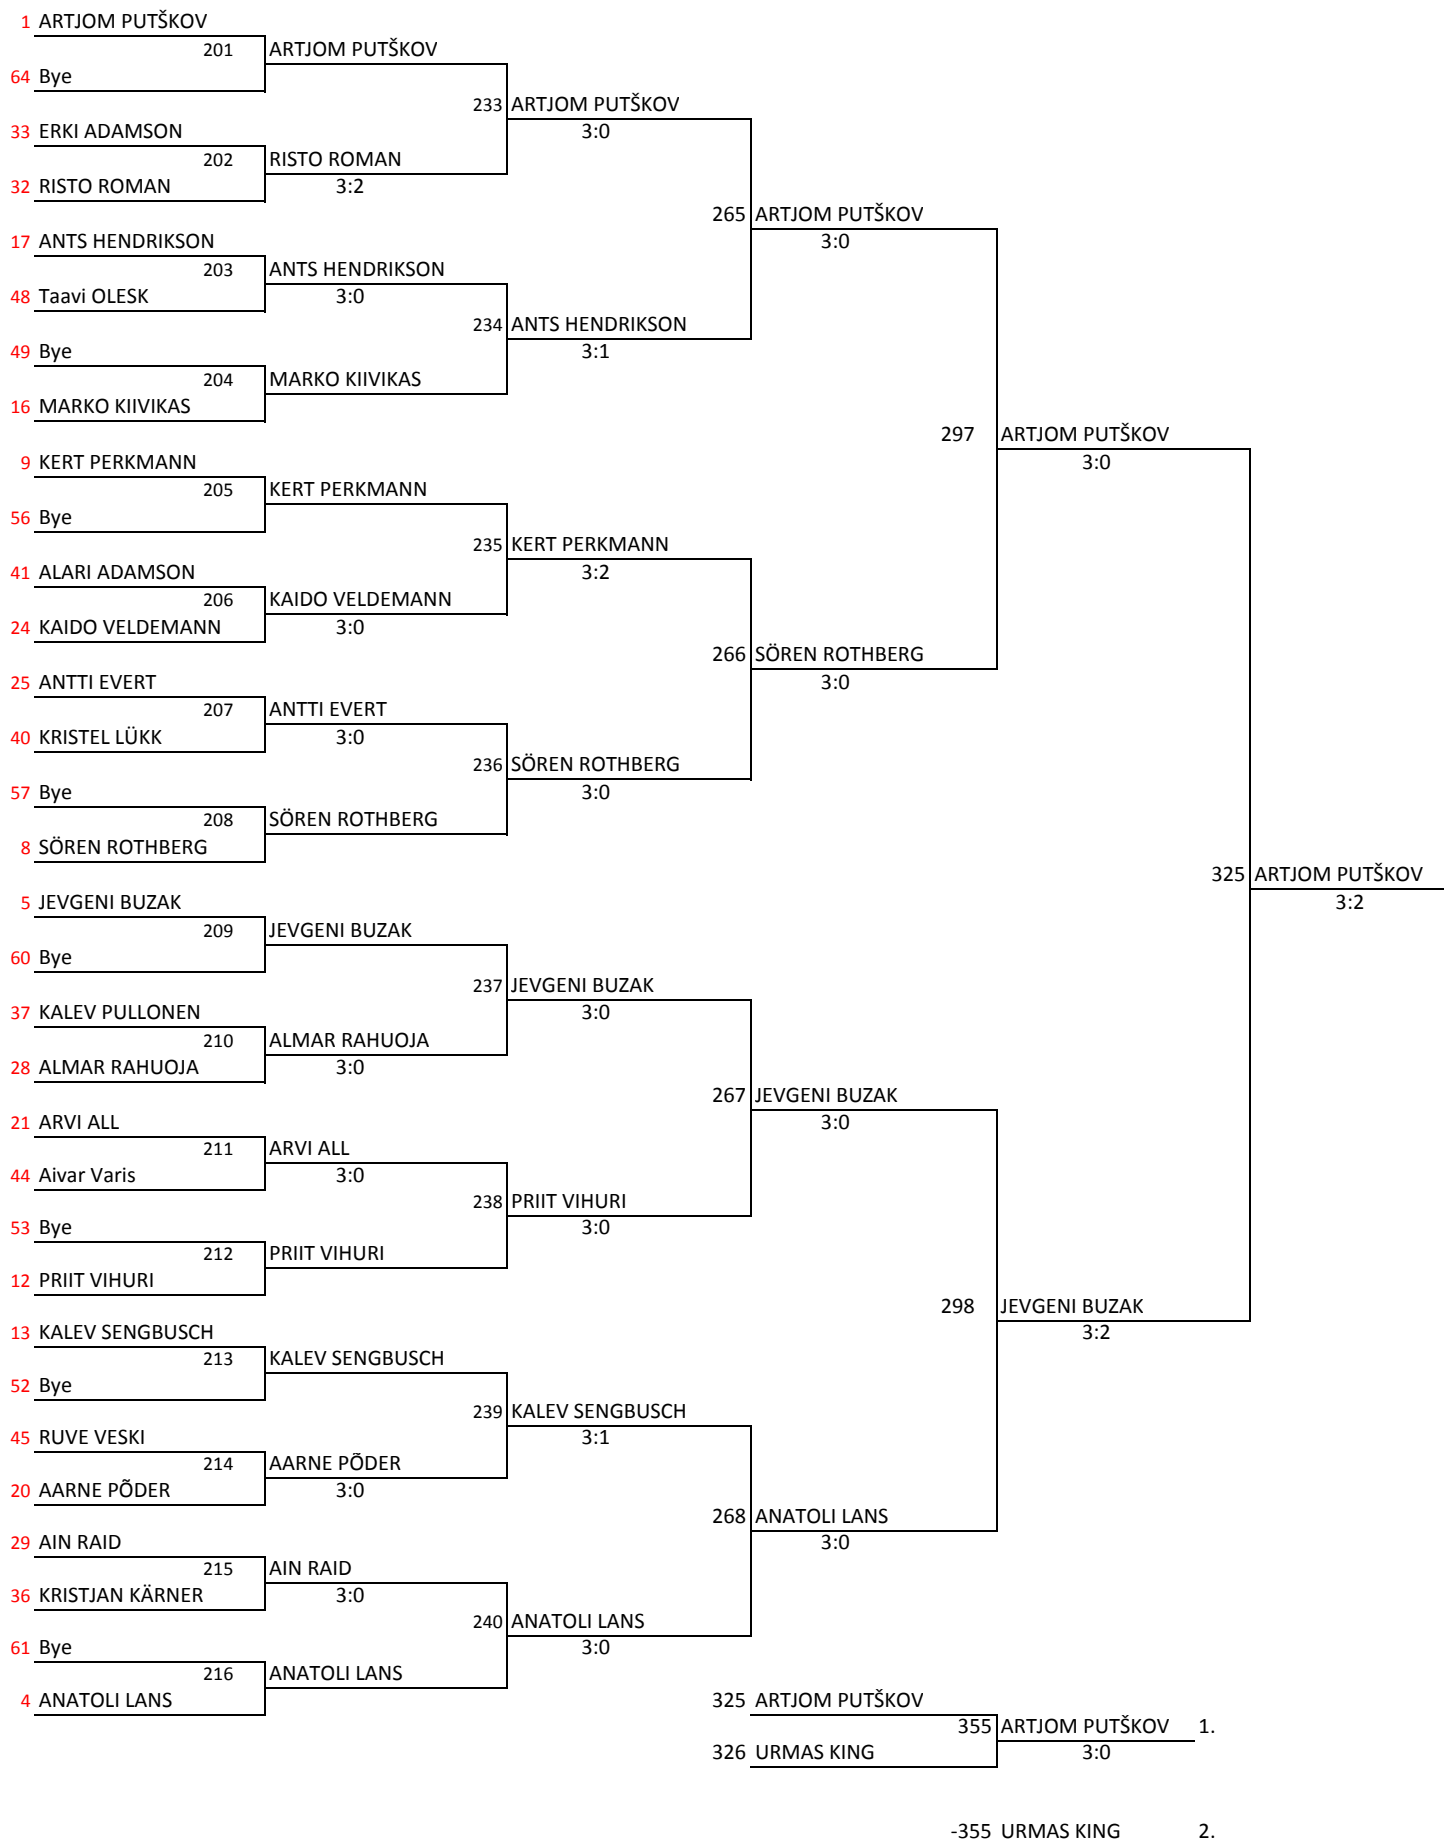 1 ARTJOM PUTŠKOV
201 ARTJOM PUTŠKOV
64 Bye
233 ARTJOM PUTŠKOV
33 ERKI ADAMSON 3:0
202 RISTO ROMAN
32 RISTO ROMAN 3:2
265 ARTJOM PUTŠKOV
17 ANTS HENDRIKSON 3:0
203 ANTS HENDRIKSON
48 Taavi OLESK 3:0
234 ANTS HENDRIKSON
49 Bye 3:1
204 MARKO KIIVIKAS
16 MARKO KIIVIKAS
297 ARTJOM PUTŠKOV
9 KERT PERKMANN 3:0
205 KERT PERKMANN
56 Bye
235 KERT PERKMANN
41 ALARI ADAMSON 3:2
206 KAIDO VELDEMANN
24 KAIDO VELDEMANN 3:0
266 SÖREN ROTHBERG
25 ANTTI EVERT 3:0
207 ANTTI EVERT
40 KRISTEL LÜKK 3:0
236 SÖREN ROTHBERG
57 Bye 3:0
208 SÖREN ROTHBERG
8 SÖREN ROTHBERG
325 ARTJOM PUTŠKOV
5 JEVGENI BUZAK 3:2
209 JEVGENI BUZAK
60 Bye
237 JEVGENI BUZAK
37 KALEV PULLONEN 3:0
210 ALMAR RAHUOJA
28 ALMAR RAHUOJA 3:0
267 JEVGENI BUZAK
21 ARVI ALL 3:0
211 ARVI ALL
44 Aivar Varis 3:0
238 PRIIT VIHURI
53 Bye 3:0
212 PRIIT VIHURI
12 PRIIT VIHURI
298 JEVGENI BUZAK
13 KALEV SENGBUSCH 3:2
213 KALEV SENGBUSCH
52 Bye
239 KALEV SENGBUSCH
45 RUVE VESKI 3:1
214 AARNE PÕDER
20 AARNE PÕDER 3:0
268 ANATOLI LANS
29 AIN RAID 3:0
215 AIN RAID
36 KRISTJAN KÄRNER 3:0
240 ANATOLI LANS
61 Bye 3:0
216 ANATOLI LANS
4 ANATOLI LANS 325 ARTJOM PUTŠKOV
355 ARTJOM PUTŠKOV 1.
326 URMAS KING 3:0
-355 URMAS KING 2.